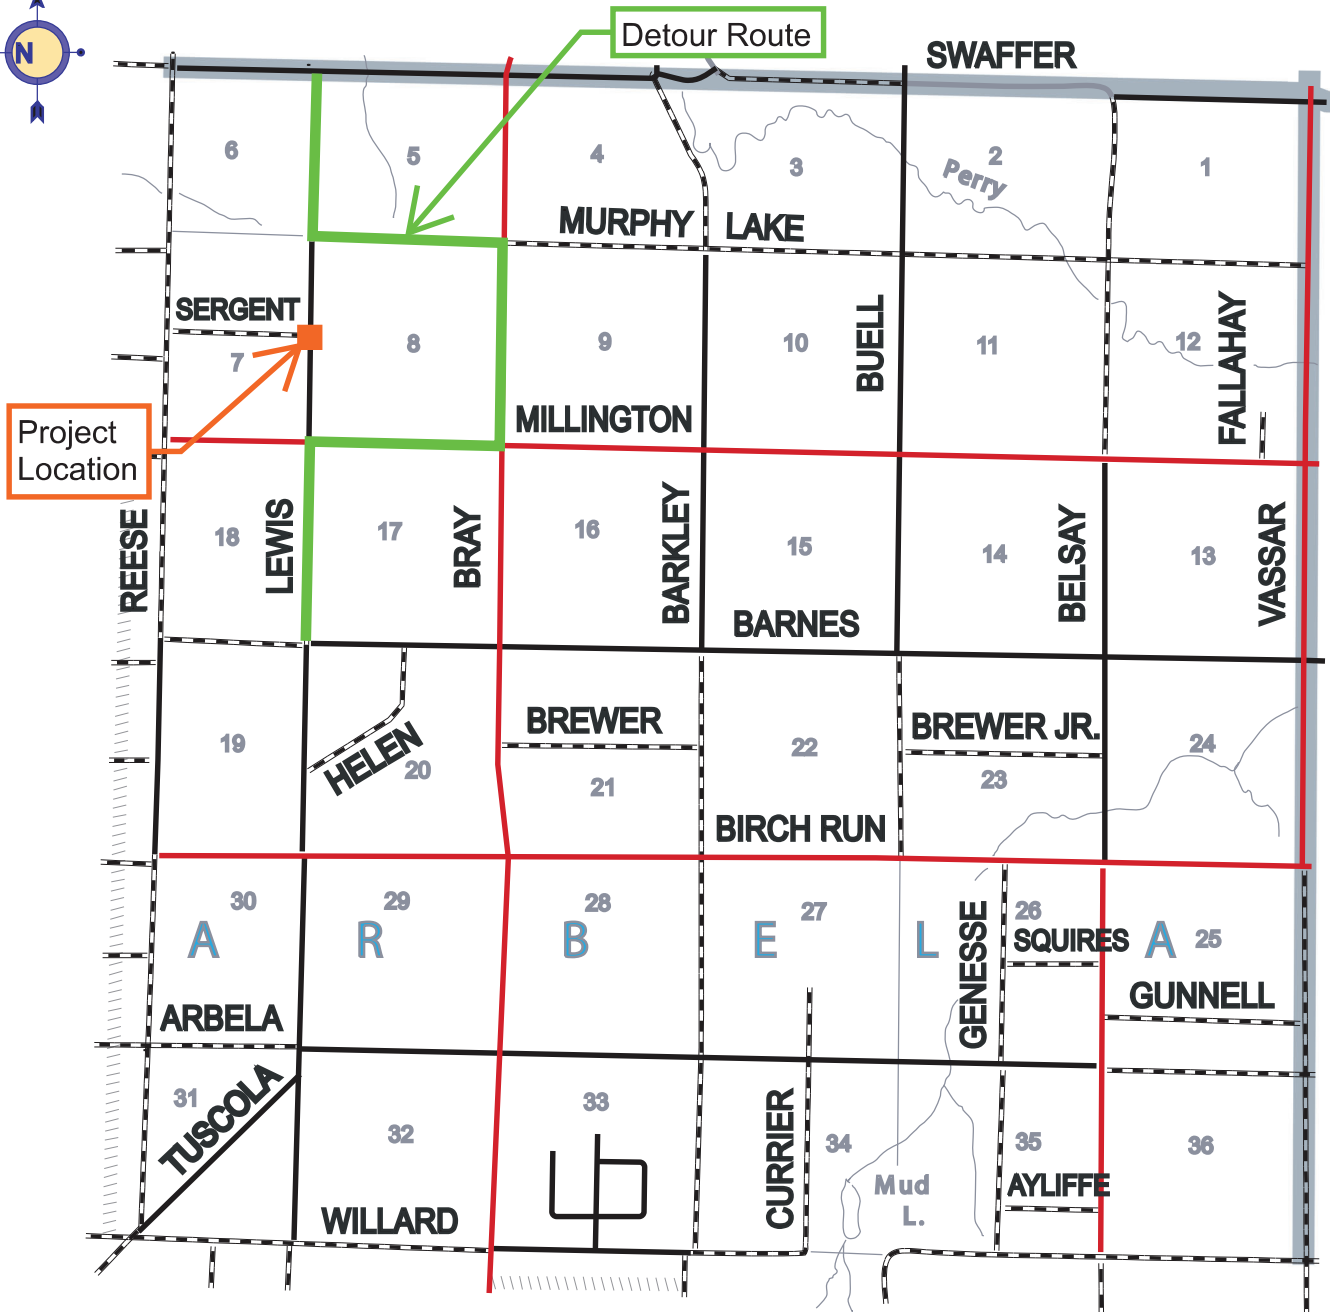 N
Detour Route
SWAFFER
6
5
4
3
2
1
Perry
MURPHY LAKE
SERGENT
7
8
9
10
BUELL
11
12
FALLAHAY
Project
Location
MILLINGTON
REESE
18
LEWIS
17
BRAY
16
BARKLEY
15
14
BELSAY
13
VASSAR
BARNES
19
HELEN
20
BREWER
21
22
BREWER JR.
23
24
BIRCH RUN
30
29
28
27
GENESSE
26
25
A R B E L A
SQUIRES
GUNNELL
ARBELA
31
TUSCOLA
32
33
CURRIER
34
35
36
Mud
L.
AYLIFFE
WILLARD